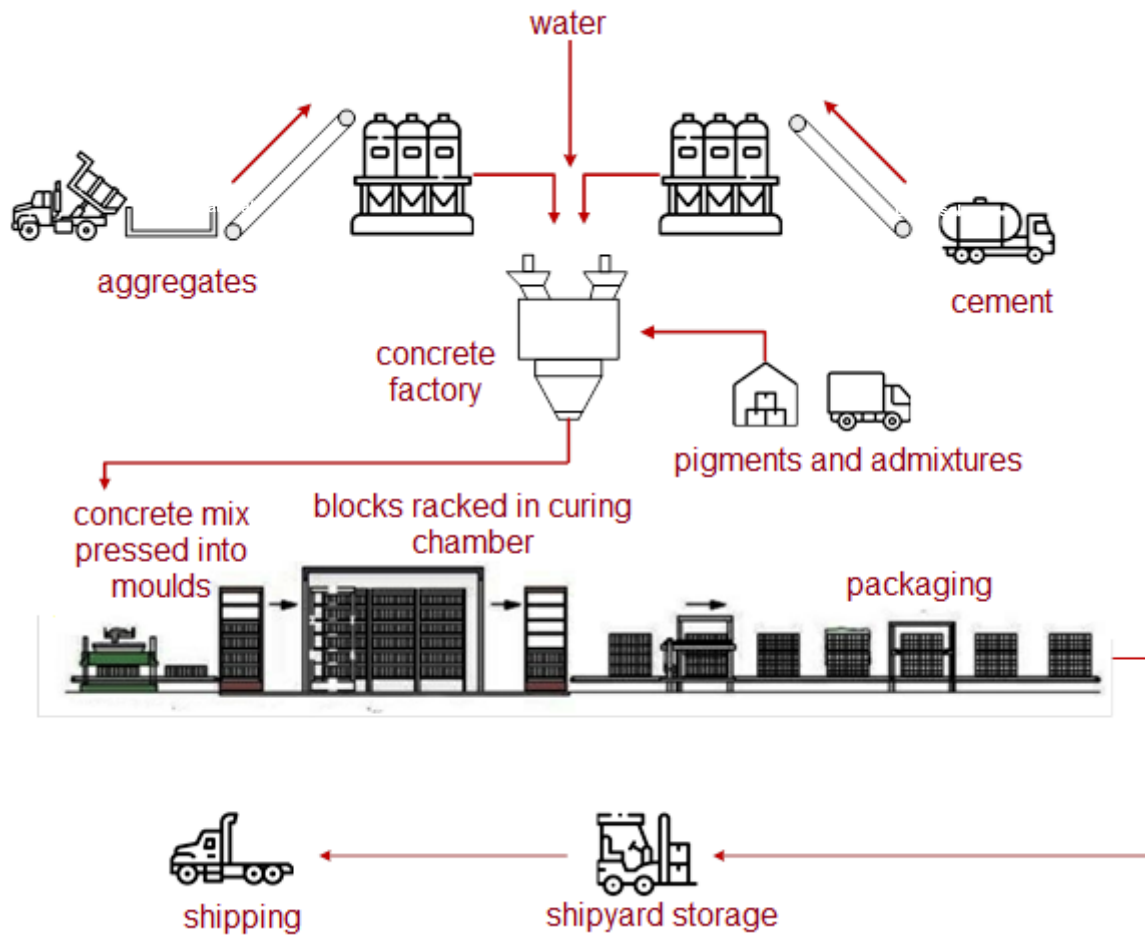 water
aggregates
cement
concrete
factory
pigments and admixtures
concrete mix
pressed into
moulds
blocks racked in curing
chamber
packaging
shipping
shipyard storage